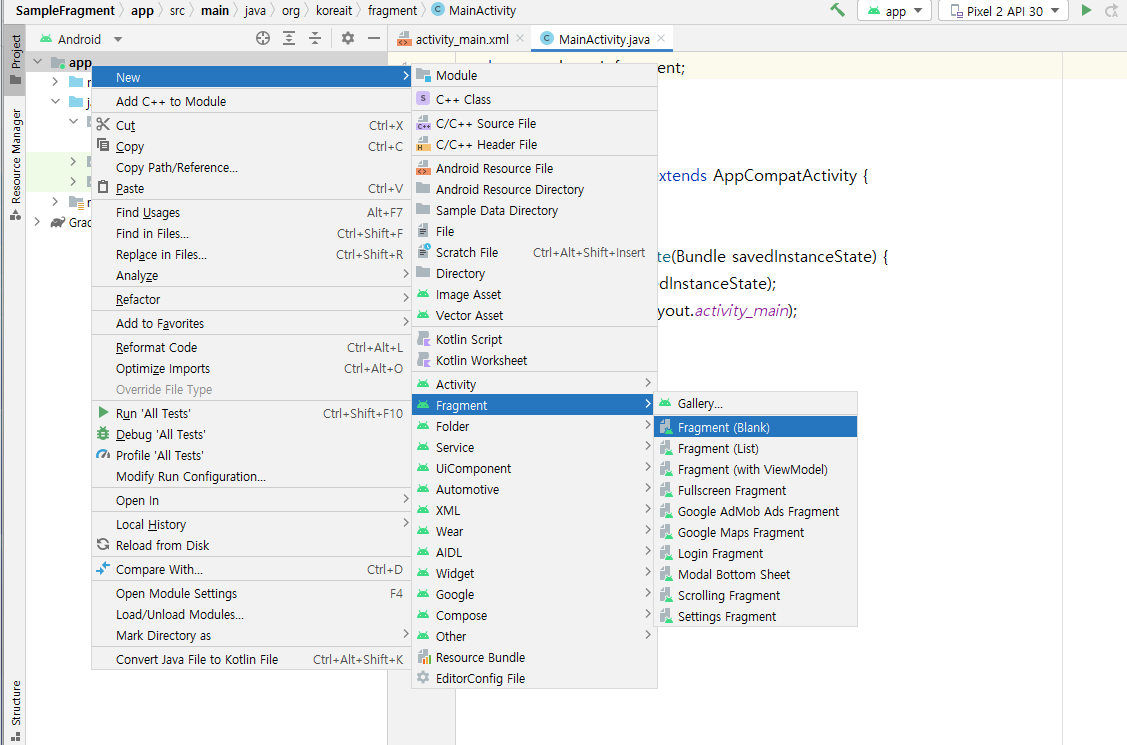 SampleFragment app src main java org koreait fragment MainActivity app Pixel 2 API 30
Project
Resource Manager
Structure
Android
activity_main.xml
MainActivity.java
app
Grad
New
Add C++ to Module
Cut Ctrl+X
Copy Ctrl+C
Copy Path/Reference...
Paste Ctrl+V
Find Usages Alt+F7
Find in Files... Ctrl+Shift+F
Replace in Files... Ctrl+Shift+R
Analyze
Refactor
Add to Favorites
Reformat Code Ctrl+Alt+L
Optimize Imports Ctrl+Alt+O
Override File Type
Run 'All Tests' Ctrl+Shift+F10
Debug 'All Tests'
Profile 'All Tests'
Modify Run Configuration...
Open In
Local History
Reload from Disk
Compare With... Ctrl+D
Open Module Settings F4
Load/Unload Modules...
Mark Directory as
Convert Java File to Kotlin File Ctrl+Alt+Shift+K
Module
C++ Class
C/C++ Source File
C/C++ Header File
Android Resource File
Android Resource Directory
Sample Data Directory
File
Scratch File Ctrl+Alt+Shift+Insert
Directory
Image Asset
Vector Asset
Kotlin Script
Kotlin Worksheet
Activity
Fragment
Folder
Service
UiComponent
Automotive
XML
Wear
AIDL
Widget
Google
Compose
Other
Resource Bundle
EditorConfig File
Gallery...
Fragment (Blank)
Fragment (List)
Fragment (with ViewModel)
Fullscreen Fragment
Google AdMob Ads Fragment
Google Maps Fragment
Login Fragment
Modal Bottom Sheet
Scrolling Fragment
Settings Fragment
extends AppCompatActivity {
te(Bundle savedInstanceState) {
edInstanceState);
yout.activity_main);